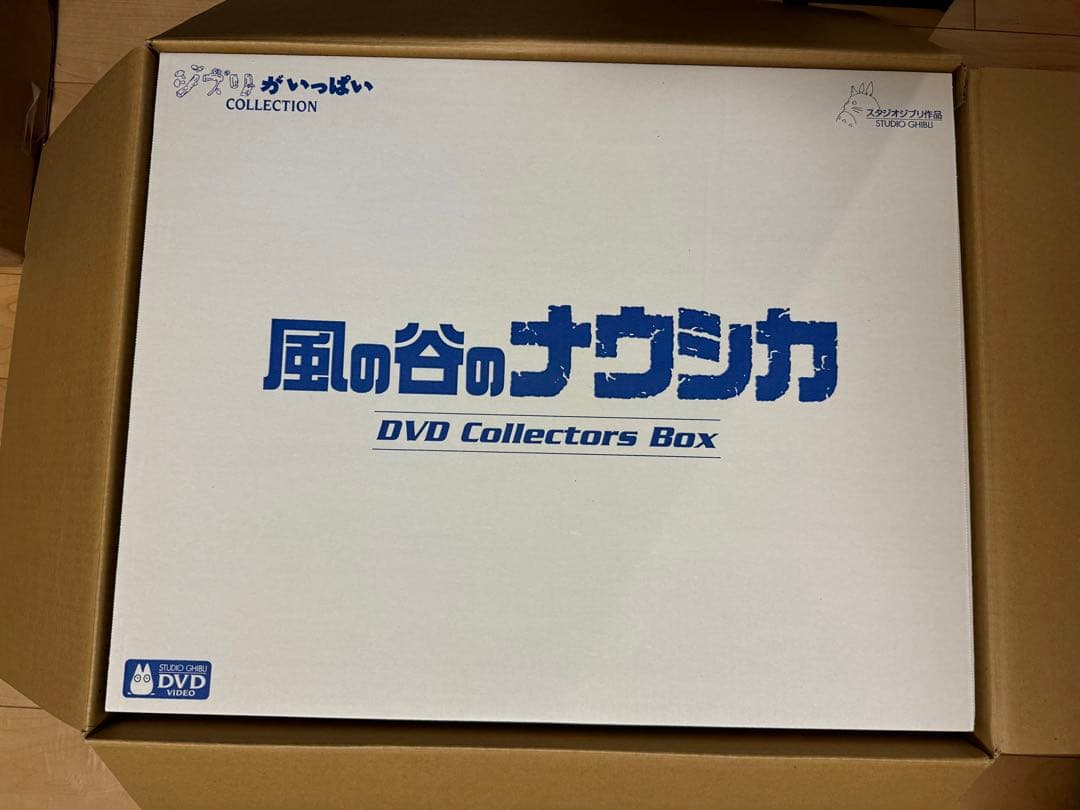 ジブリがいっぱい
COLLECTION
スタジオジブリ作品
STUDIO GHIBLI
風の谷のナウシカ
DVD Collectors Box
STUDIO GHIBLI
DVD
VIDEO